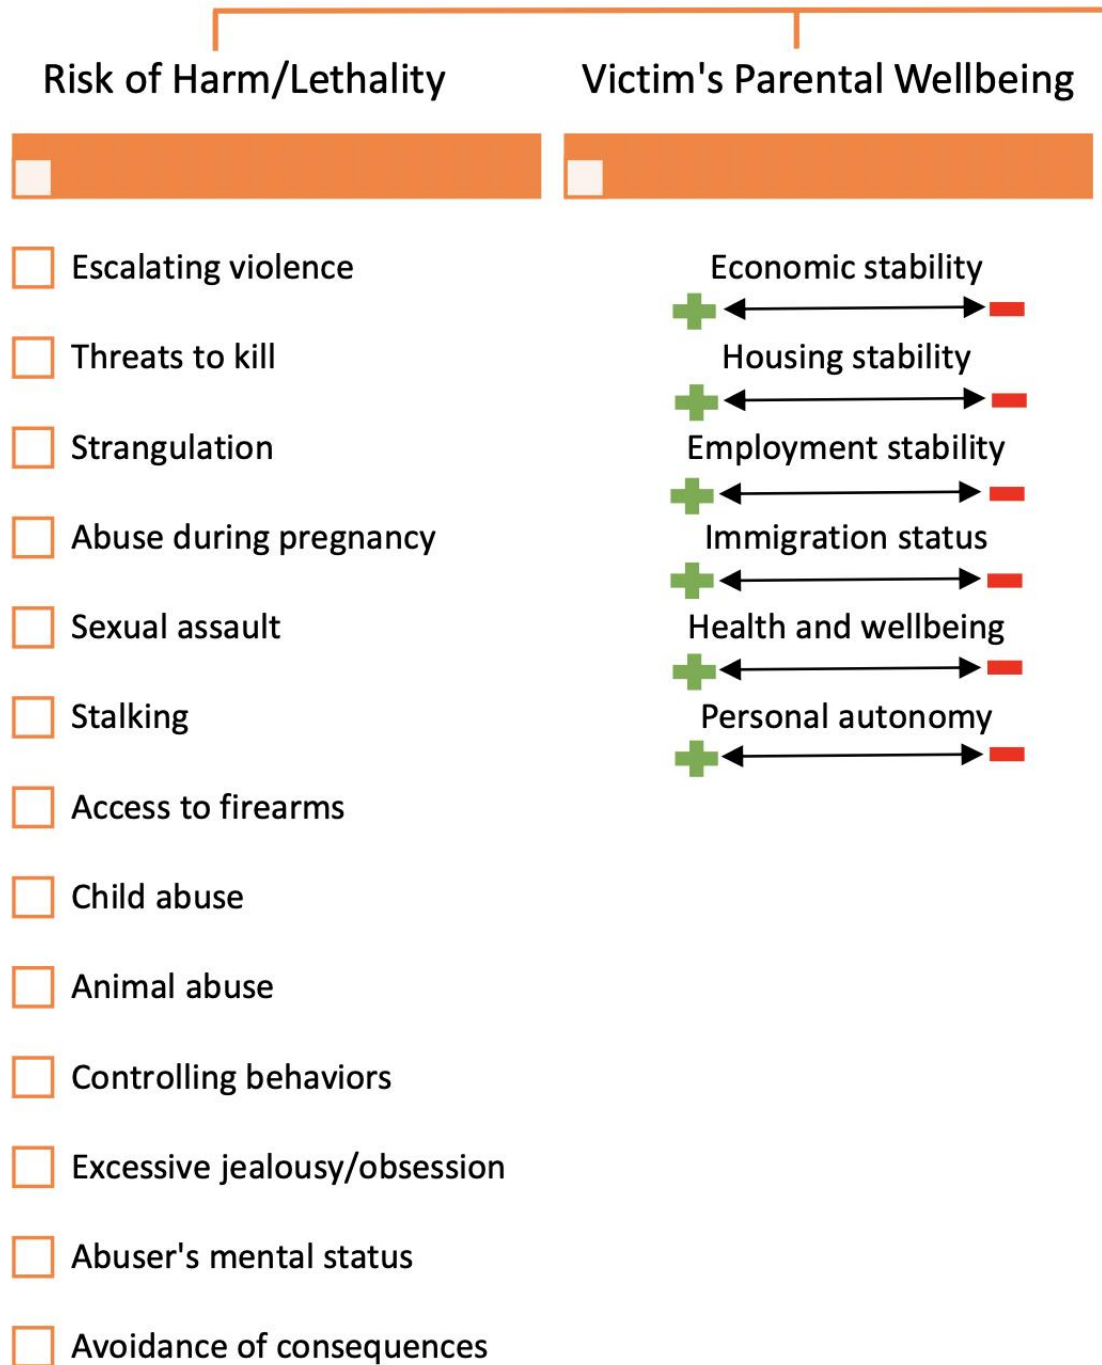 Risk of Harm/Lethality
Escalating violence
Threats to kill
Strangulation
Abuse during pregnancy
Sexual assault
Stalking
Access to firearms
Child abuse
Animal abuse
Controlling behaviors
Excessive jealousy/obsession
Abuser's mental status
Avoidance of consequences
Victim's Parental Wellbeing
Economic stability
Housing stability
Employment stability
Immigration status
Health and wellbeing
Personal autonomy